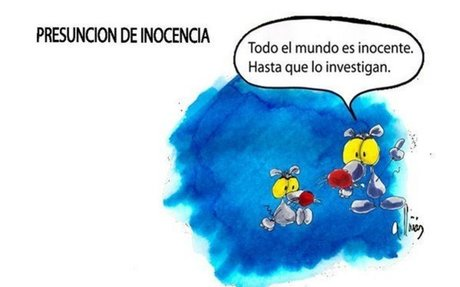 PRESUNCION DE INOCENCIA
Todo el mundo es inocente.
Hasta que lo investigan.